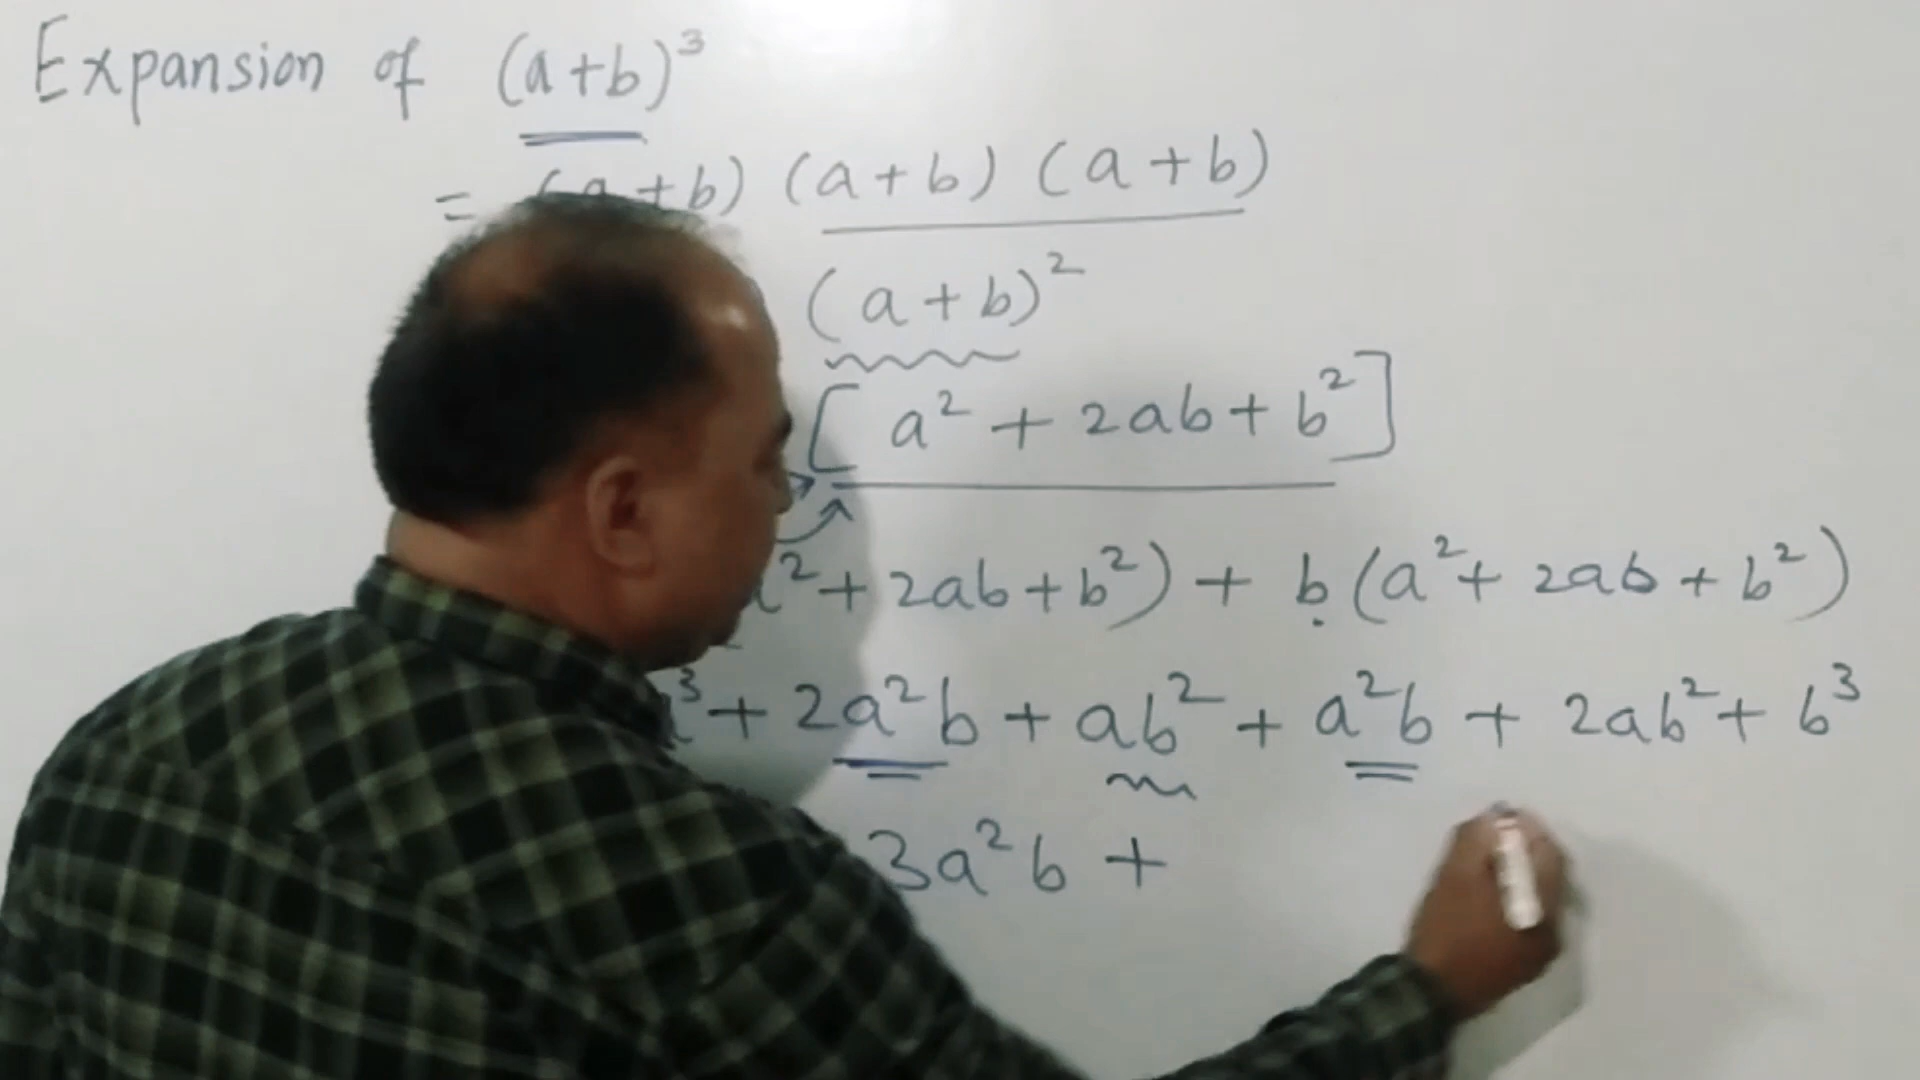 Expansion of (a+b)³
= (a+b) (a+b) (a+b)
(a+b)²
[a² + 2ab + b²]
² + 2ab + b²) + b(a² + 2ab + b²)
³ + 2a²b + ab² + a²b + 2ab² + b³
3a²b +